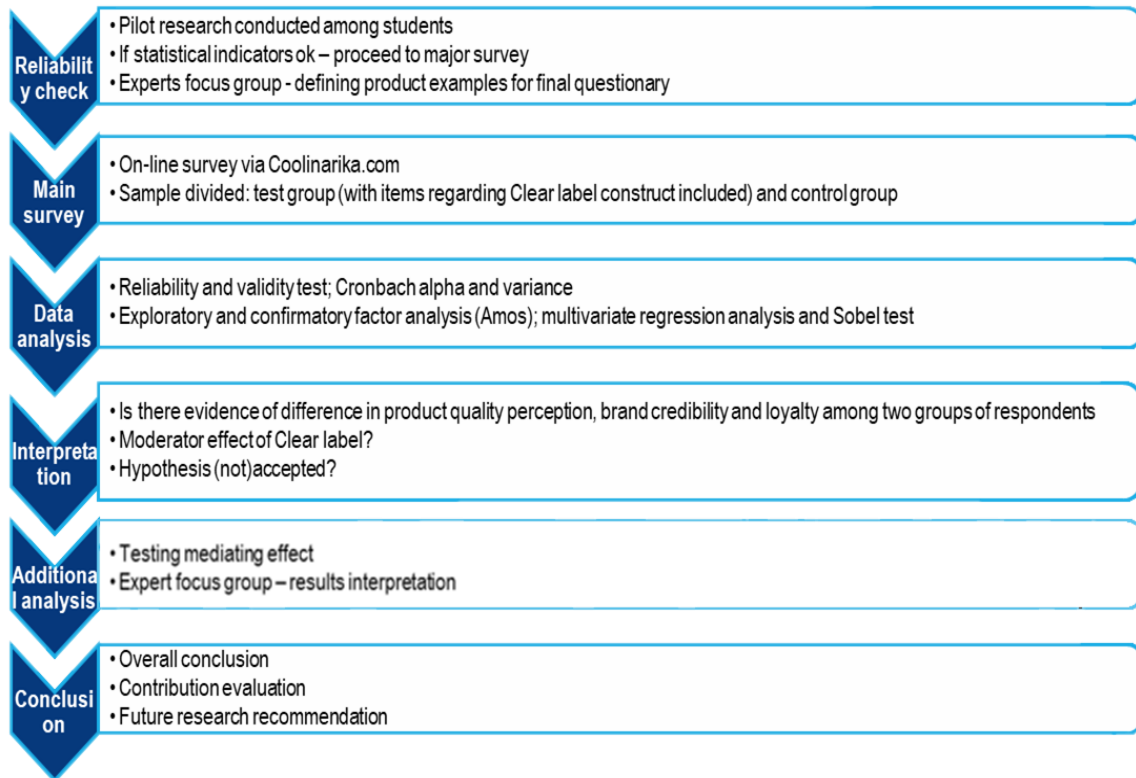 Reliabilit
y check
• Pilot research conducted among students
• If statistical indicators ok – proceed to major survey
• Experts focus group - defining product examples for final questionary
Main
survey
• On-line survey via Coolinarika.com
• Sample divided: test group (with items regarding Clear label construct included) and control group
Data
analysis
• Reliability and validity test; Cronbach alpha and variance
• Exploratory and confirmatory factor analysis (Amos); multivariate regression analysis and Sobel test
Interpreta
tion
• Is there evidence of difference in product quality perception, brand credibility and loyalty among two groups of respondents
• Moderator effect of Clear label?
• Hypothesis (not)accepted?
Additiona
l analysis
• Testing mediating effect
• Expert focus group – results interpretation
Conclusi
on
• Overall conclusion
• Contribution evaluation
• Future research recommendation